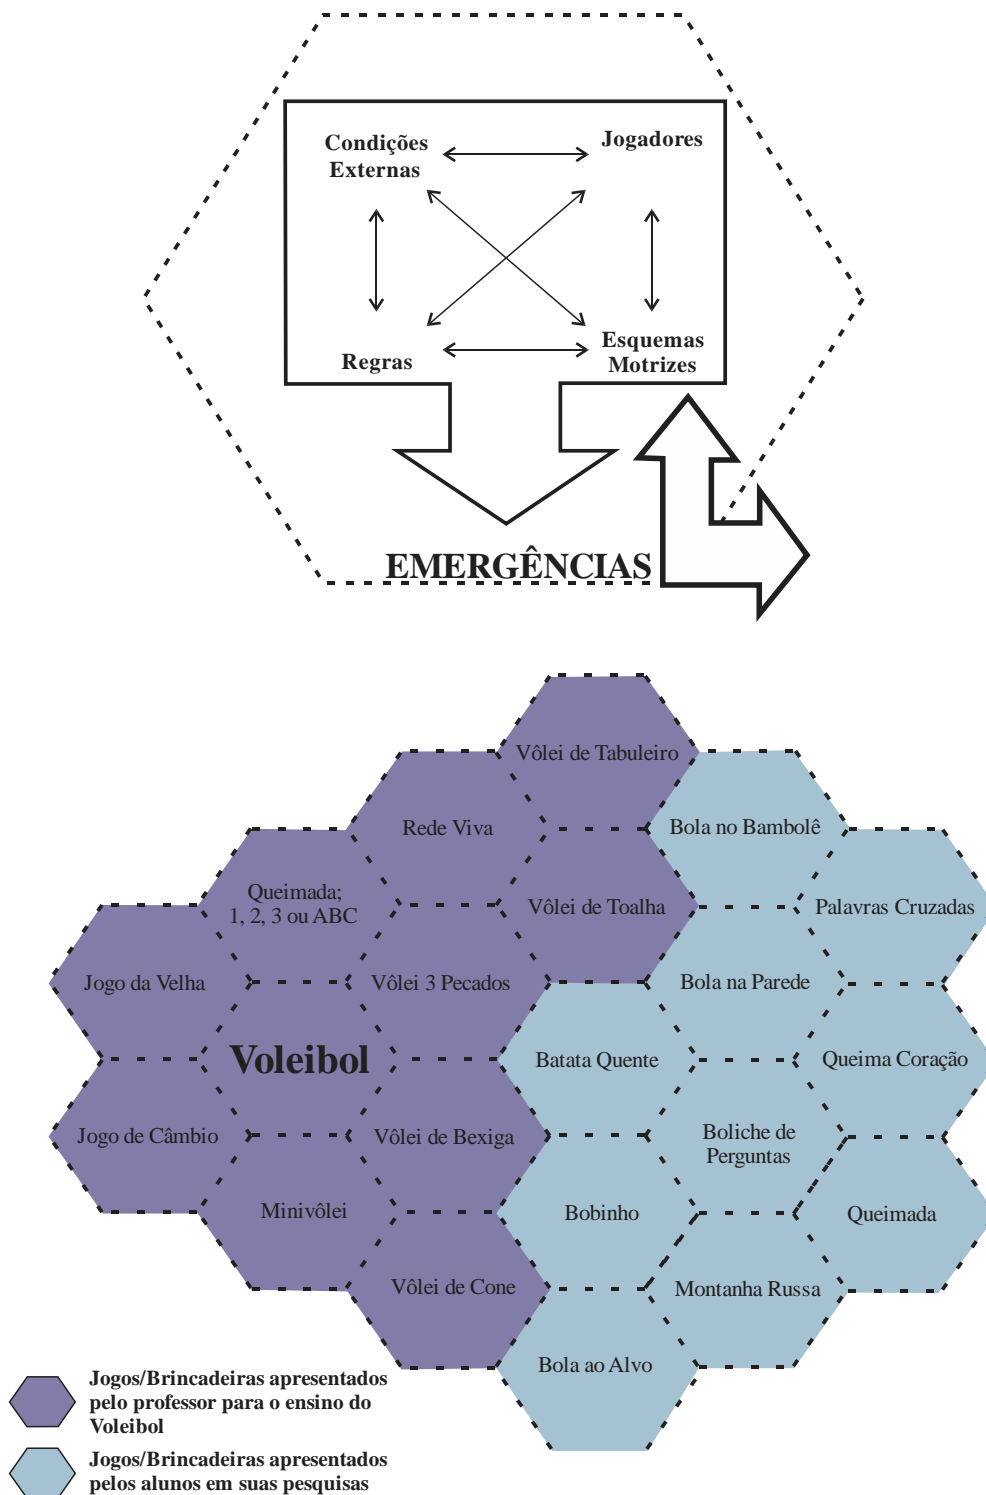 Condições
Externas
Jogadores
Regras
Esquemas
Motrizes
EMERGÊNCIAS
Vôlei de Tabuleiro
Rede Viva
Bola no Bambolê
Queimada;
1, 2, 3 ou ABC
Vôlei de Toalha
Palavras Cruzadas
Jogo da Velha
Vôlei 3 Pecados
Bola na Parede
Voleibol
Batata Quente
Queima Coração
Jogo de Câmbio
Vôlei de Bexiga
Boliche de
Perguntas
Minivôlei
Bobinho
Queimada
Vôlei de Cone
Montanha Russa
Bola ao Alvo
Jogos/Brincadeiras apresentados
pelo professor para o ensino do
Voleibol
Jogos/Brincadeiras apresentados
pelos alunos em suas pesquisas